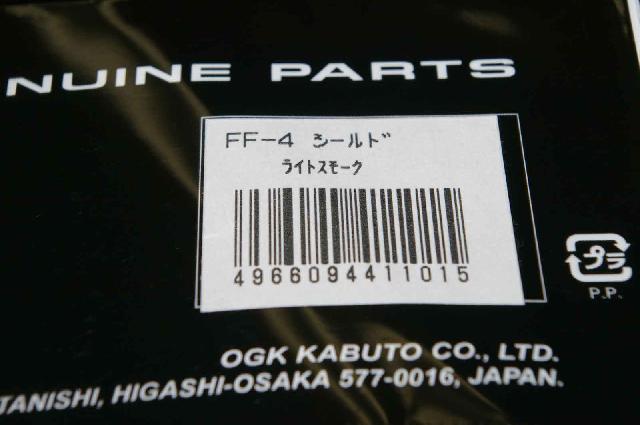 NUINE PARTS
FF-4 シールド
ライトスモーク
4966094411015
プラ
P.P.
OGK KABUTO CO., LTD.
TANISHI, HIGASHI-OSAKA 577-0016, JAPAN.